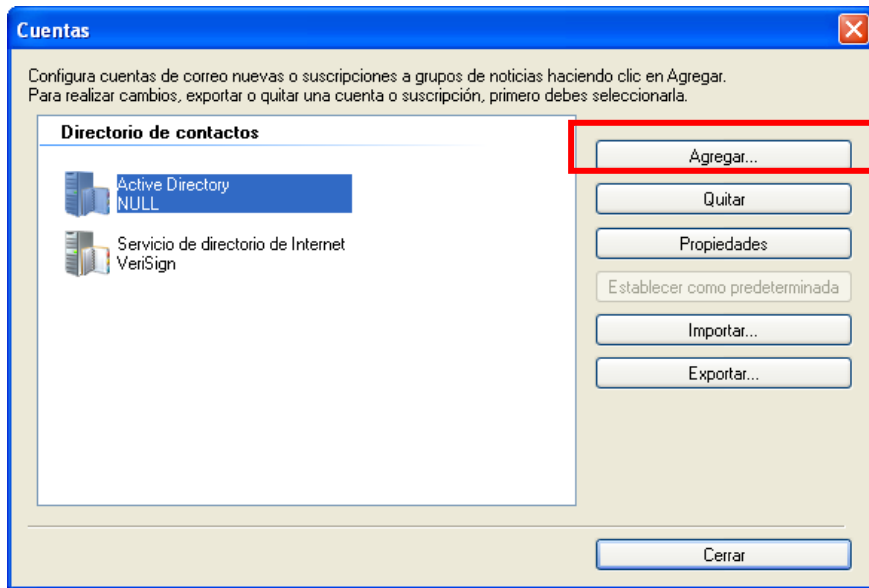 Cuentas
Configura cuentas de correo nuevas o suscripciones a grupos de noticias haciendo clic en Agregar.
Para realizar cambios, exportar o quitar una cuenta o suscripción, primero debes seleccionarla.
Directorio de contactos
Active Directory
NULL
Servicio de directorio de Internet
VeriSign
Agregar...
Quitar
Propiedades
Establecer como predeterminada
Importar...
Exportar...
Cerrar